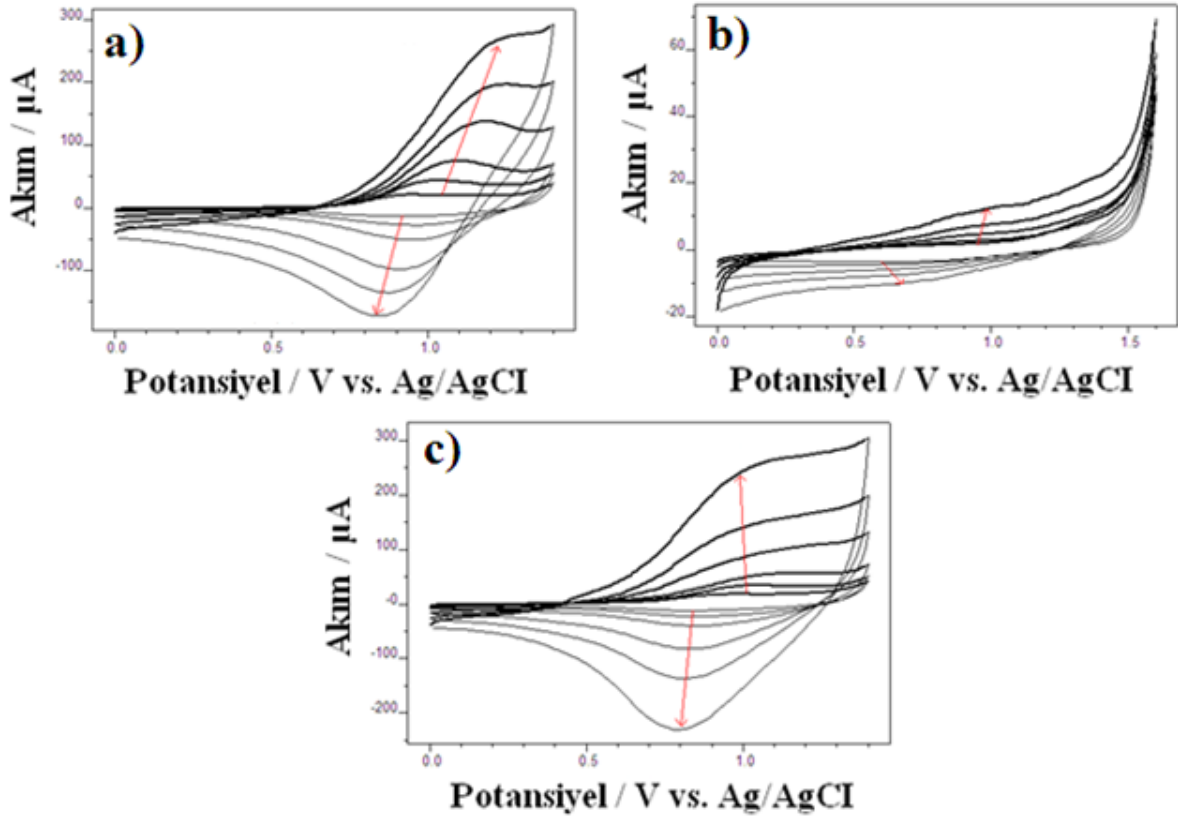 a)
300
200
100
0
-100
Akım / µA
0.0 0.5 1.0
Potansiyel / V vs. Ag/AgCI
b)
60
40
20
0
-20
Akım / µA
0.0 0.5 1.0 1.5
Potansiyel / V vs. Ag/AgCI
c)
300
200
100
-0
-100
-200
Akım / µA
0.0 0.5 1.0
Potansiyel / V vs. Ag/AgCI